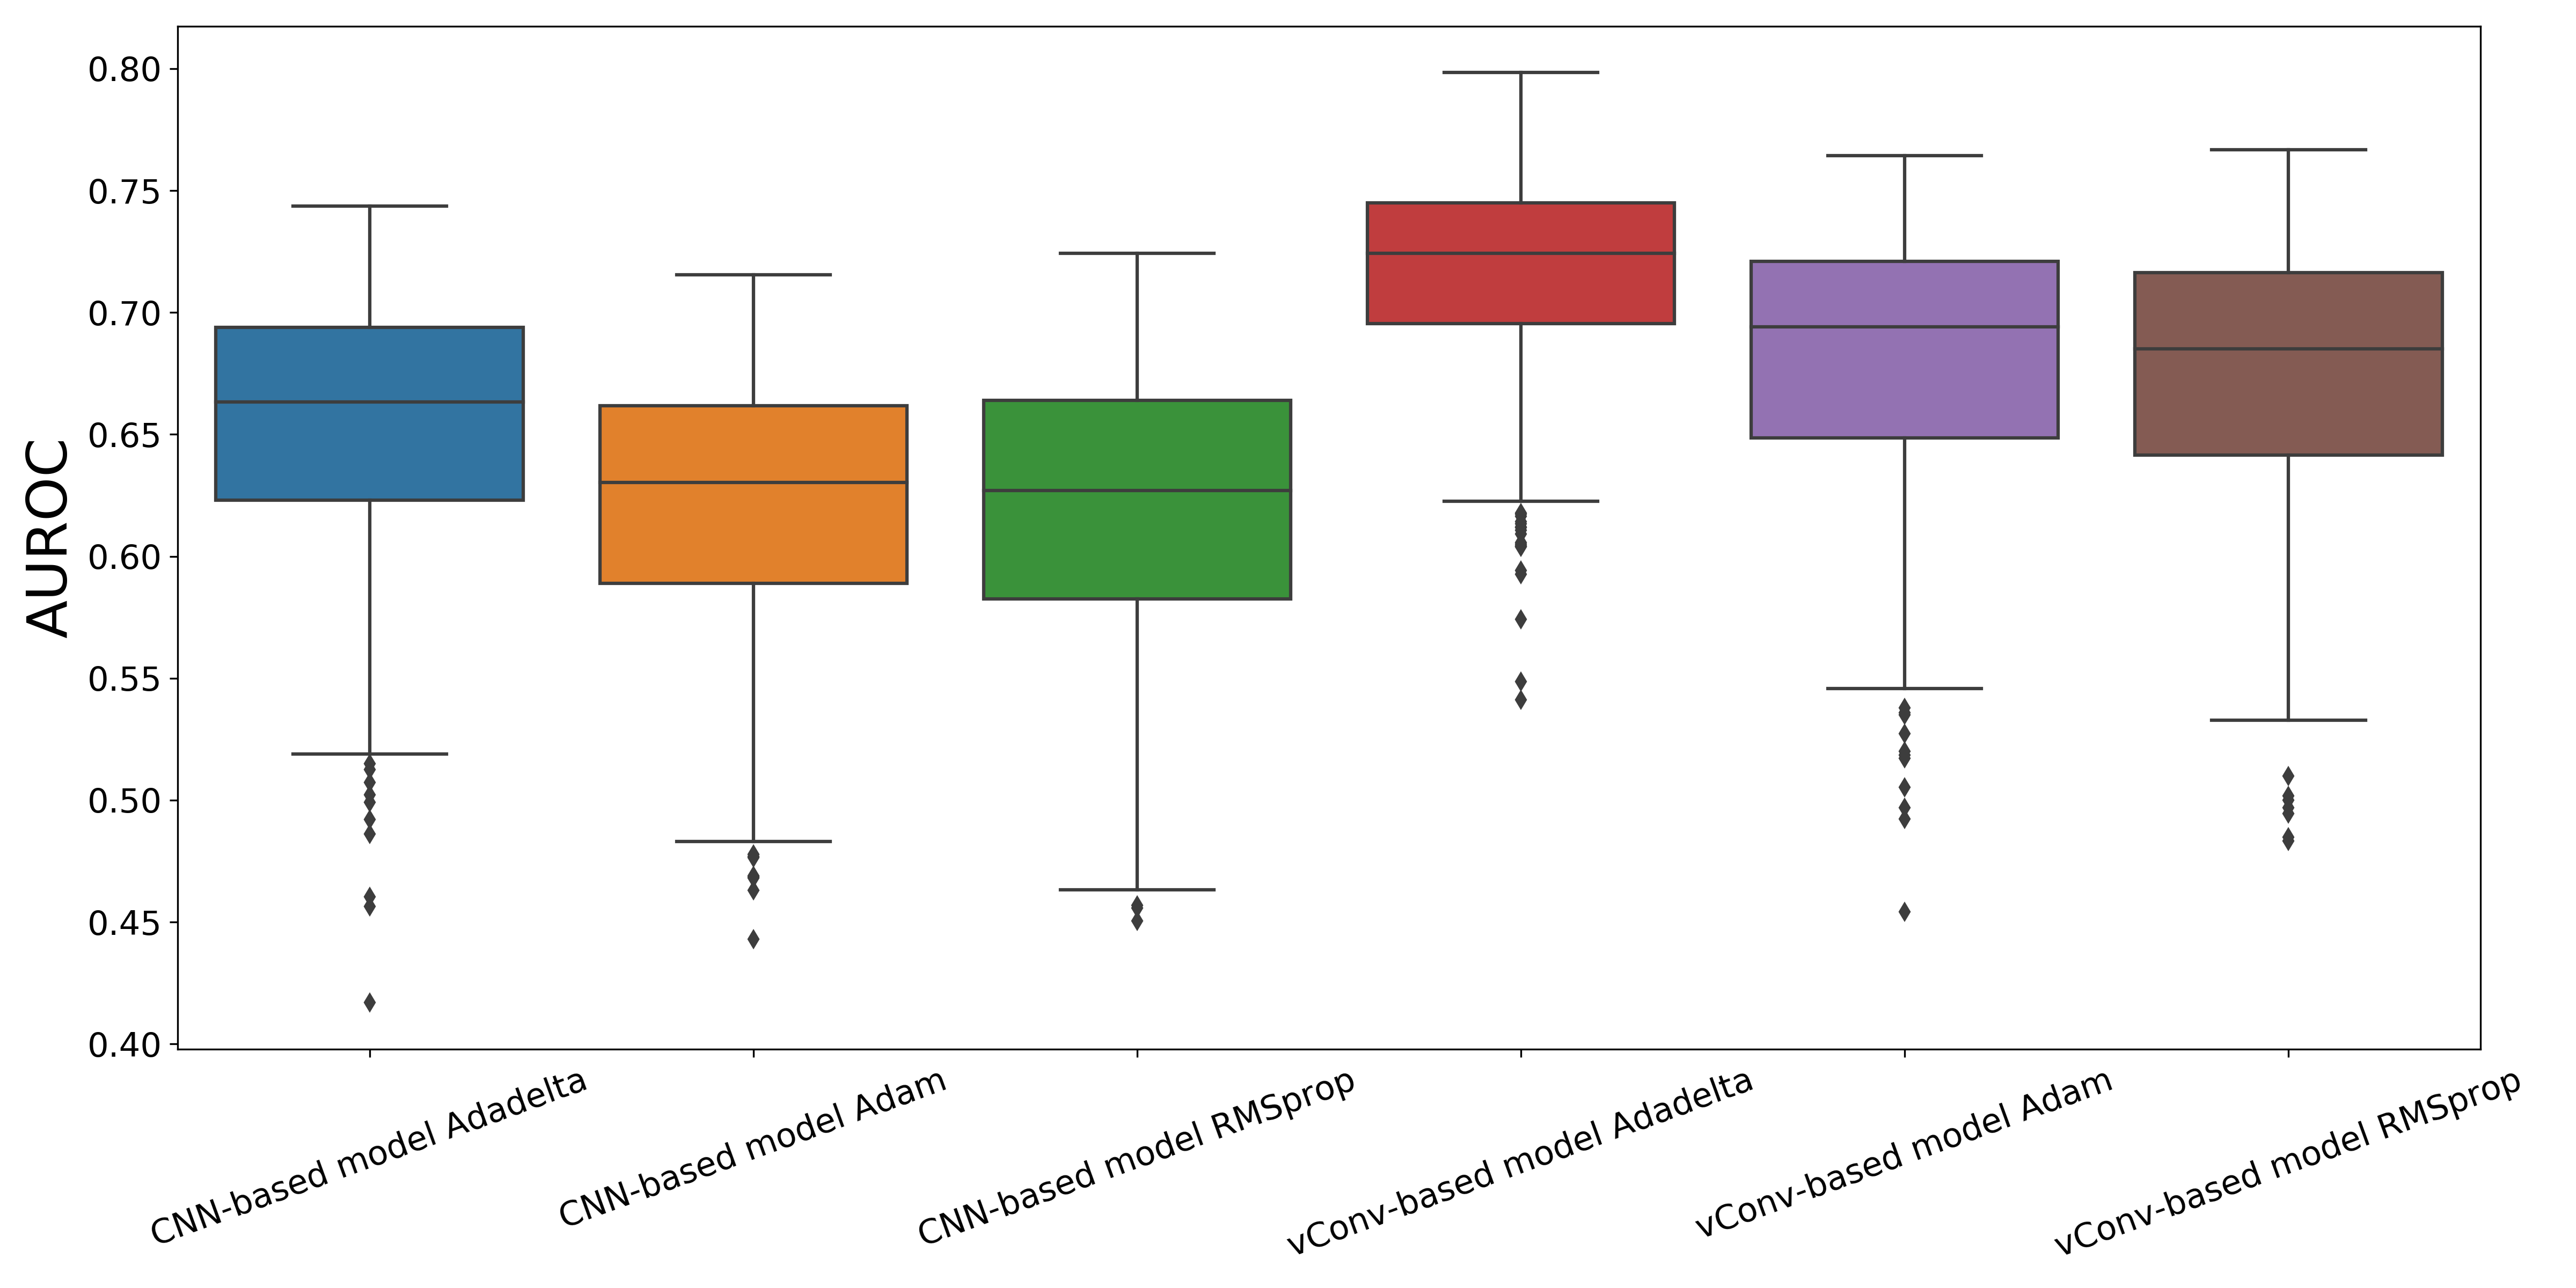 AUROC
0.80
0.75
0.70
0.65
0.60
0.55
0.50
0.45
0.40
CNN-based model Adadelta
CNN-based model Adam
CNN-based model RMSprop
vConv-based model Adadelta
vConv-based model Adam
vConv-based model RMSprop